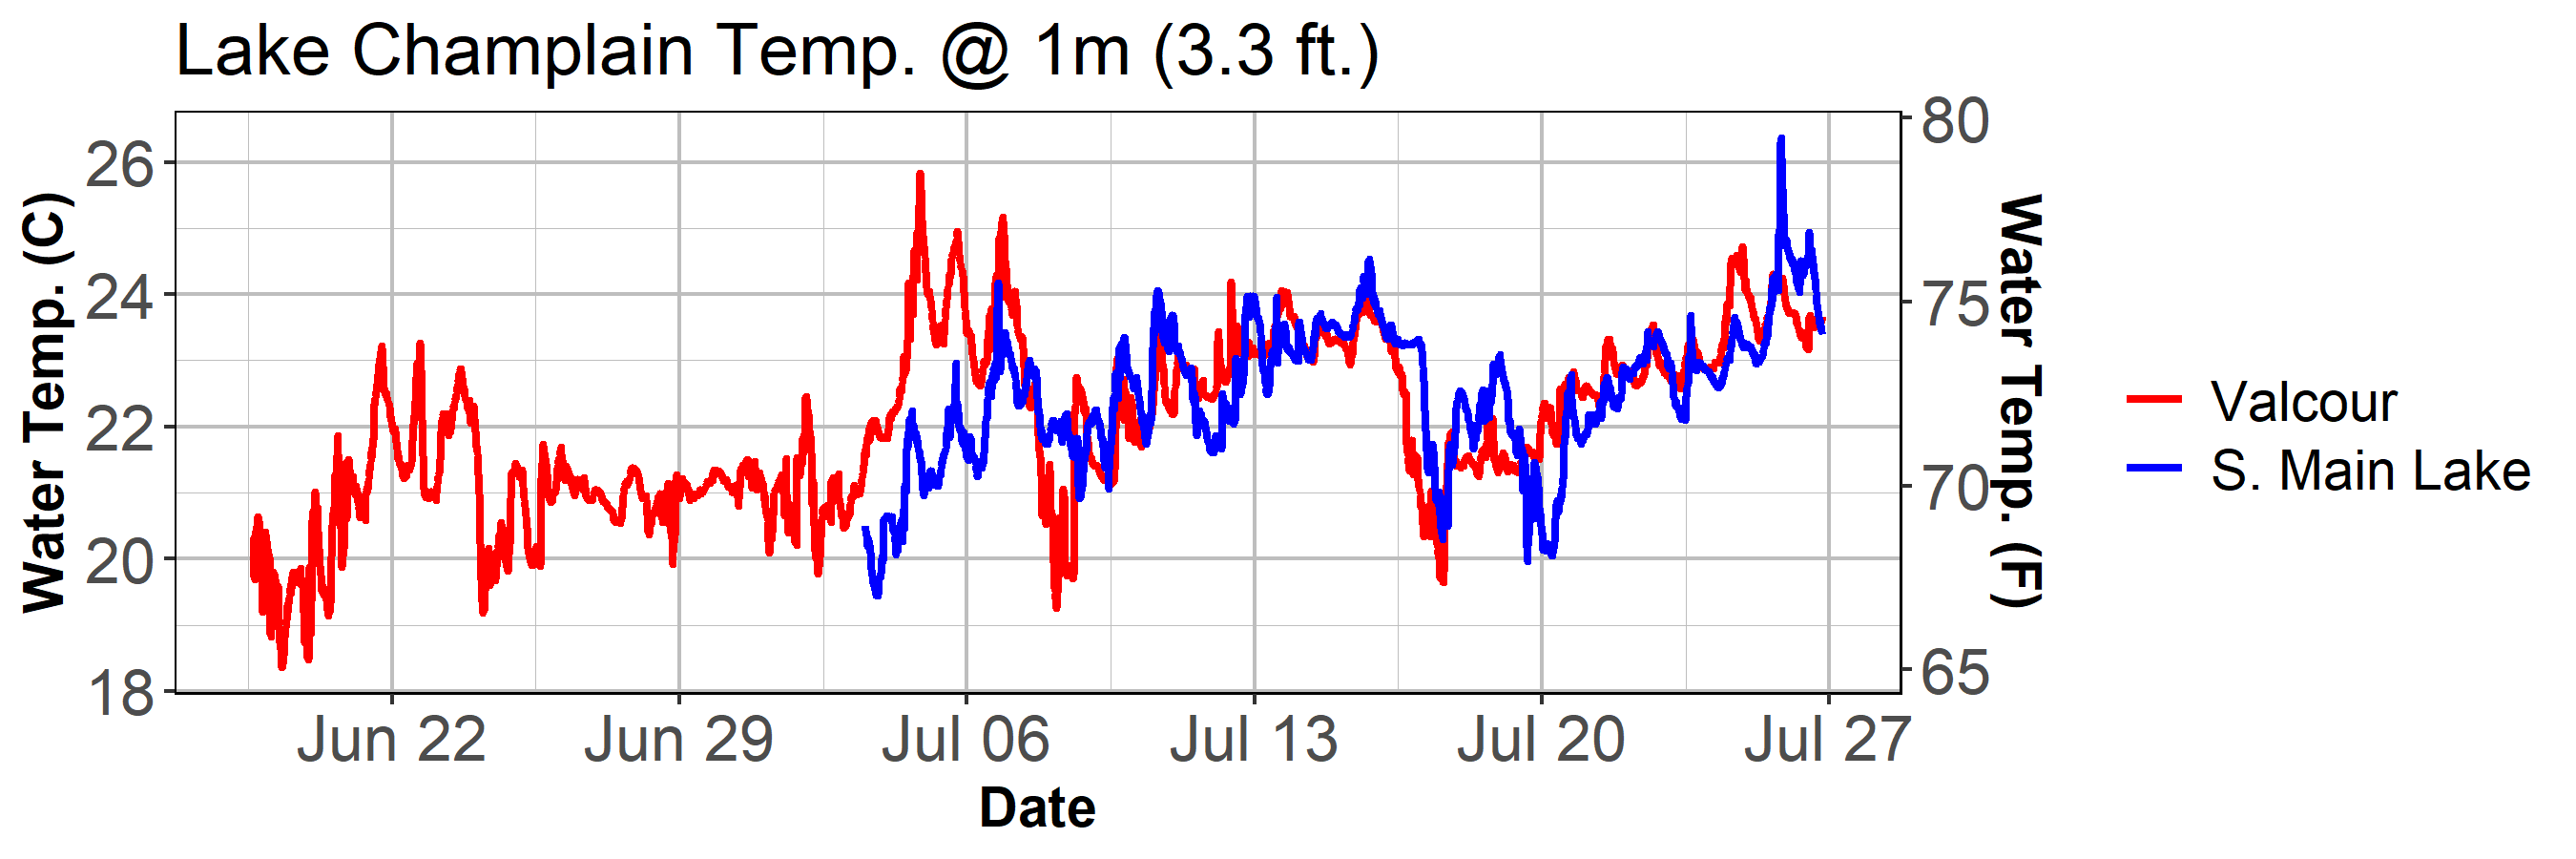 Lake Champlain Temp. @ 1m (3.3 ft.)
Water Temp. (C)
26
24
22
20
18
80
75
70
65
Water Temp. (F)
Jun 22
Jun 29
Jul 06
Jul 13
Jul 20
Jul 27
Date
Valcour
S. Main Lake